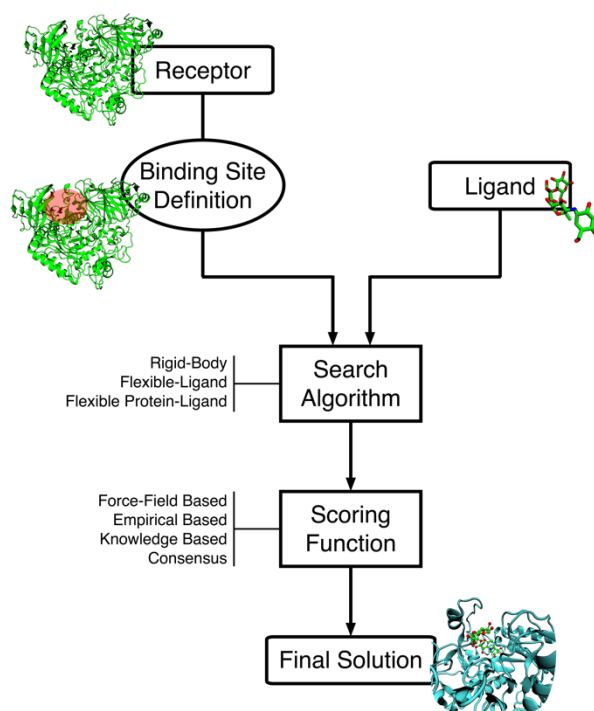 Receptor
Binding Site
Definition
Ligand
Rigid-Body
Flexible-Ligand
Flexible Protein-Ligand
Search
Algorithm
Force-Field Based
Empirical Based
Knowledge Based
Consensus
Scoring
Function
Final Solution